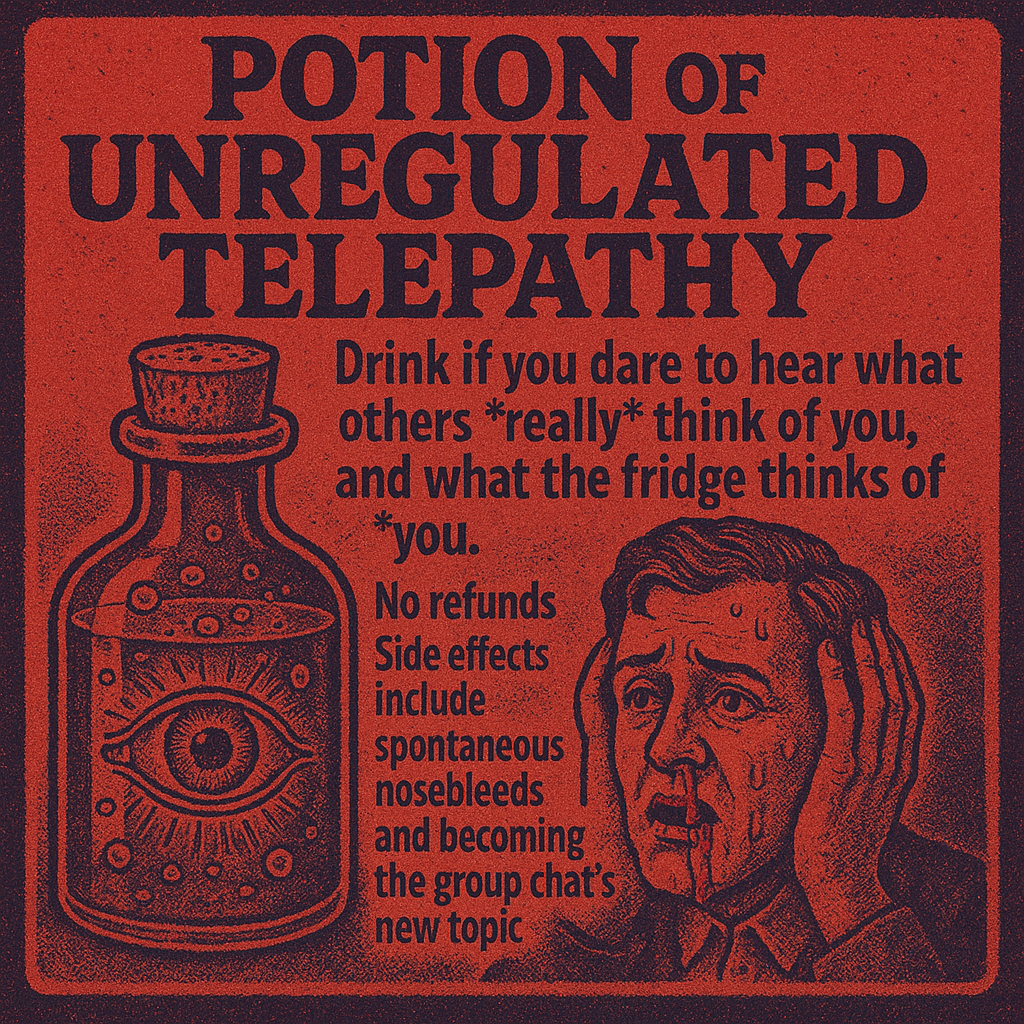 POTION OF
UNREGULATED
TELEPATHY
Drink if you dare to hear what
others *really* think of you,
and what the fridge thinks of
*you.
No refunds
Side effects
include
spontaneous
nosebleeds
and becoming
the group chat's
new topic